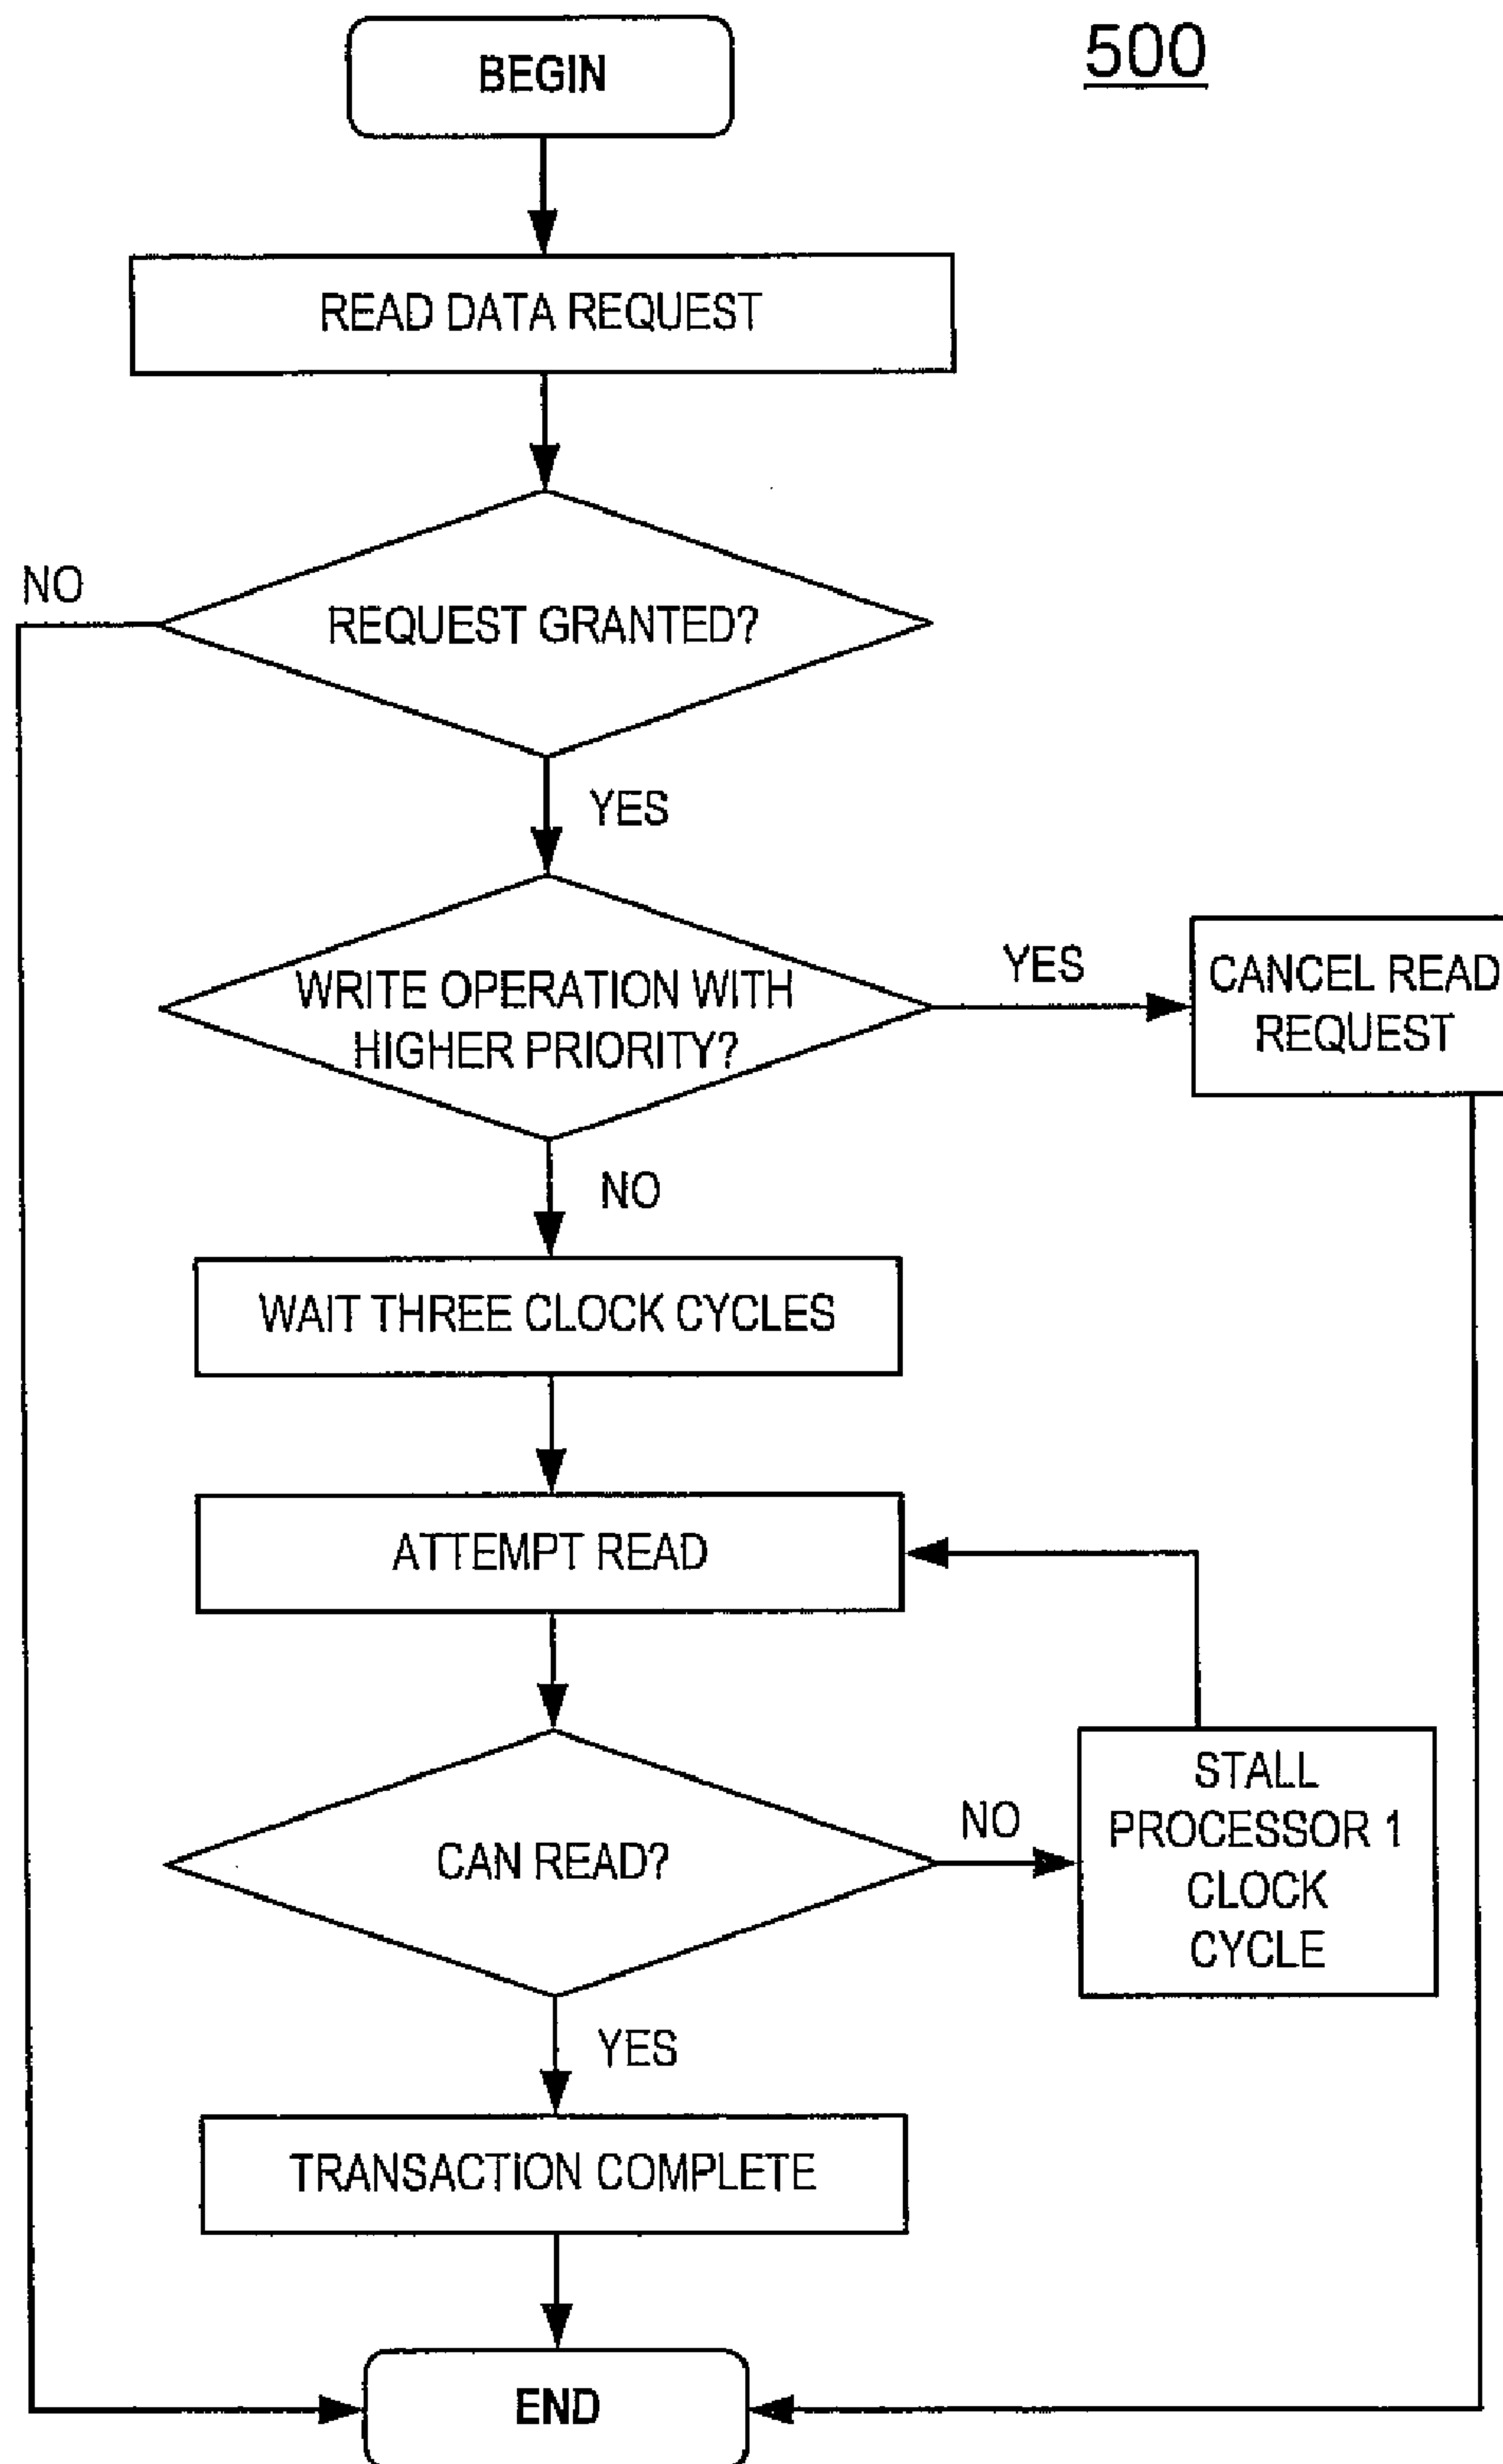 500
BEGIN
READ DATA REQUEST
REQUEST GRANTED?
NO
YES
WRITE OPERATION WITH
HIGHER PRIORITY?
YES
CANCEL READ
REQUEST
NO
WAIT THREE CLOCK CYCLES
ATTEMPT READ
CAN READ?
NO
STALL
PROCESSOR 1
CLOCK
CYCLE
YES
TRANSACTION COMPLETE
END